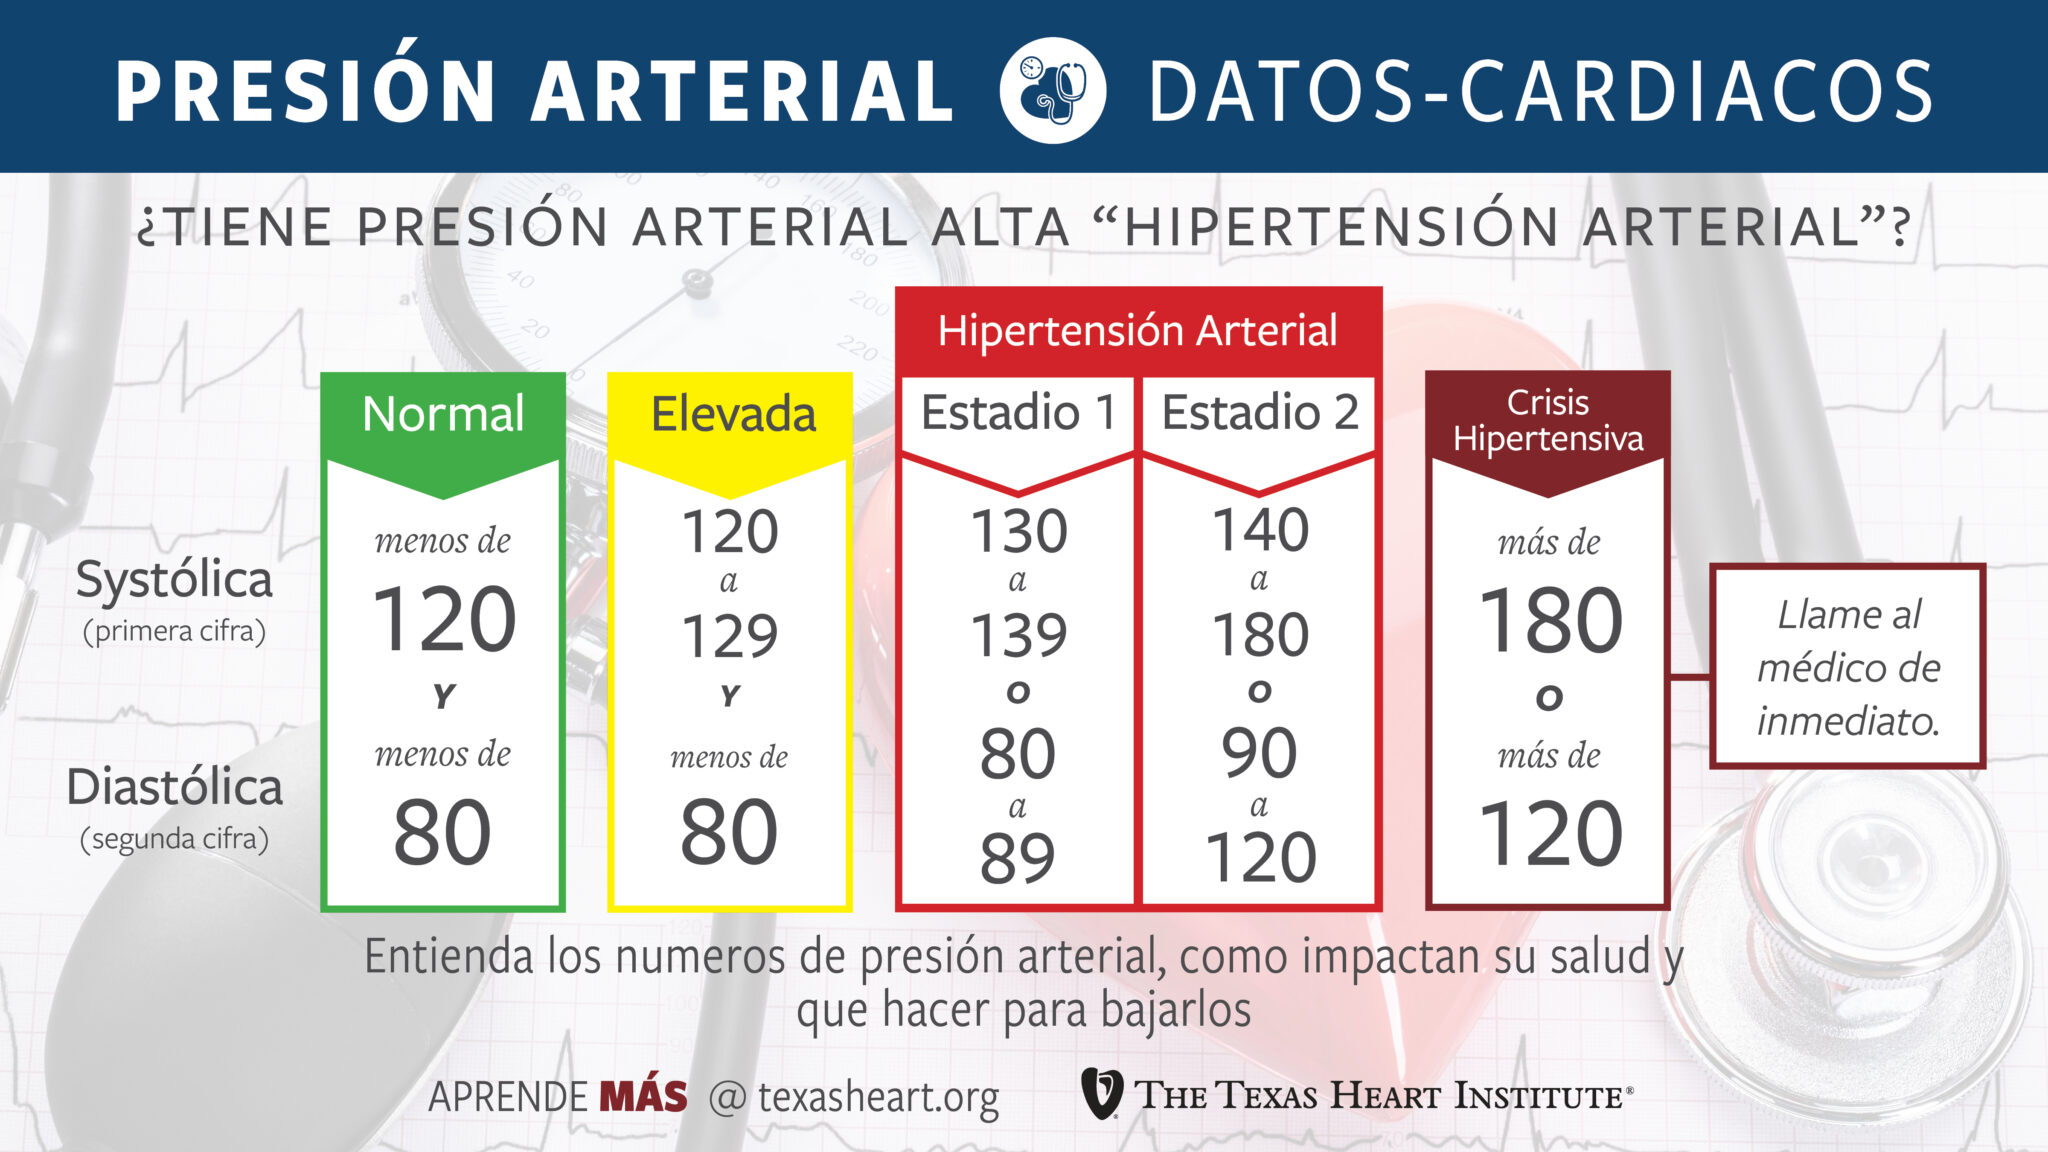 PRESIÓN ARTERIAL DATOS-CARDIACOS
¿TIENE PRESIÓN ARTERIAL ALTA “HIPERTENSIÓN ARTERIAL”?
Hipertensión Arterial
Normal
Elevada
Estadio 1
Estadio 2
Crisis
Hipertensiva
Systólica
(primera cifra)
Diastólica
(segunda cifra)
menos de
120
Y
menos de
80
120
a
129
Y
menos de
80
130
a
139
O
80
a
89
140
a
180
O
90
a
120
más de
180
O
más de
120
Llame al
médico de
inmediato.
Entienda los numeros de presión arterial, como impactan su salud y
que hacer para bajarlos
APRENDE MÁS @ texasheart.org
THE TEXAS HEART INSTITUTE®